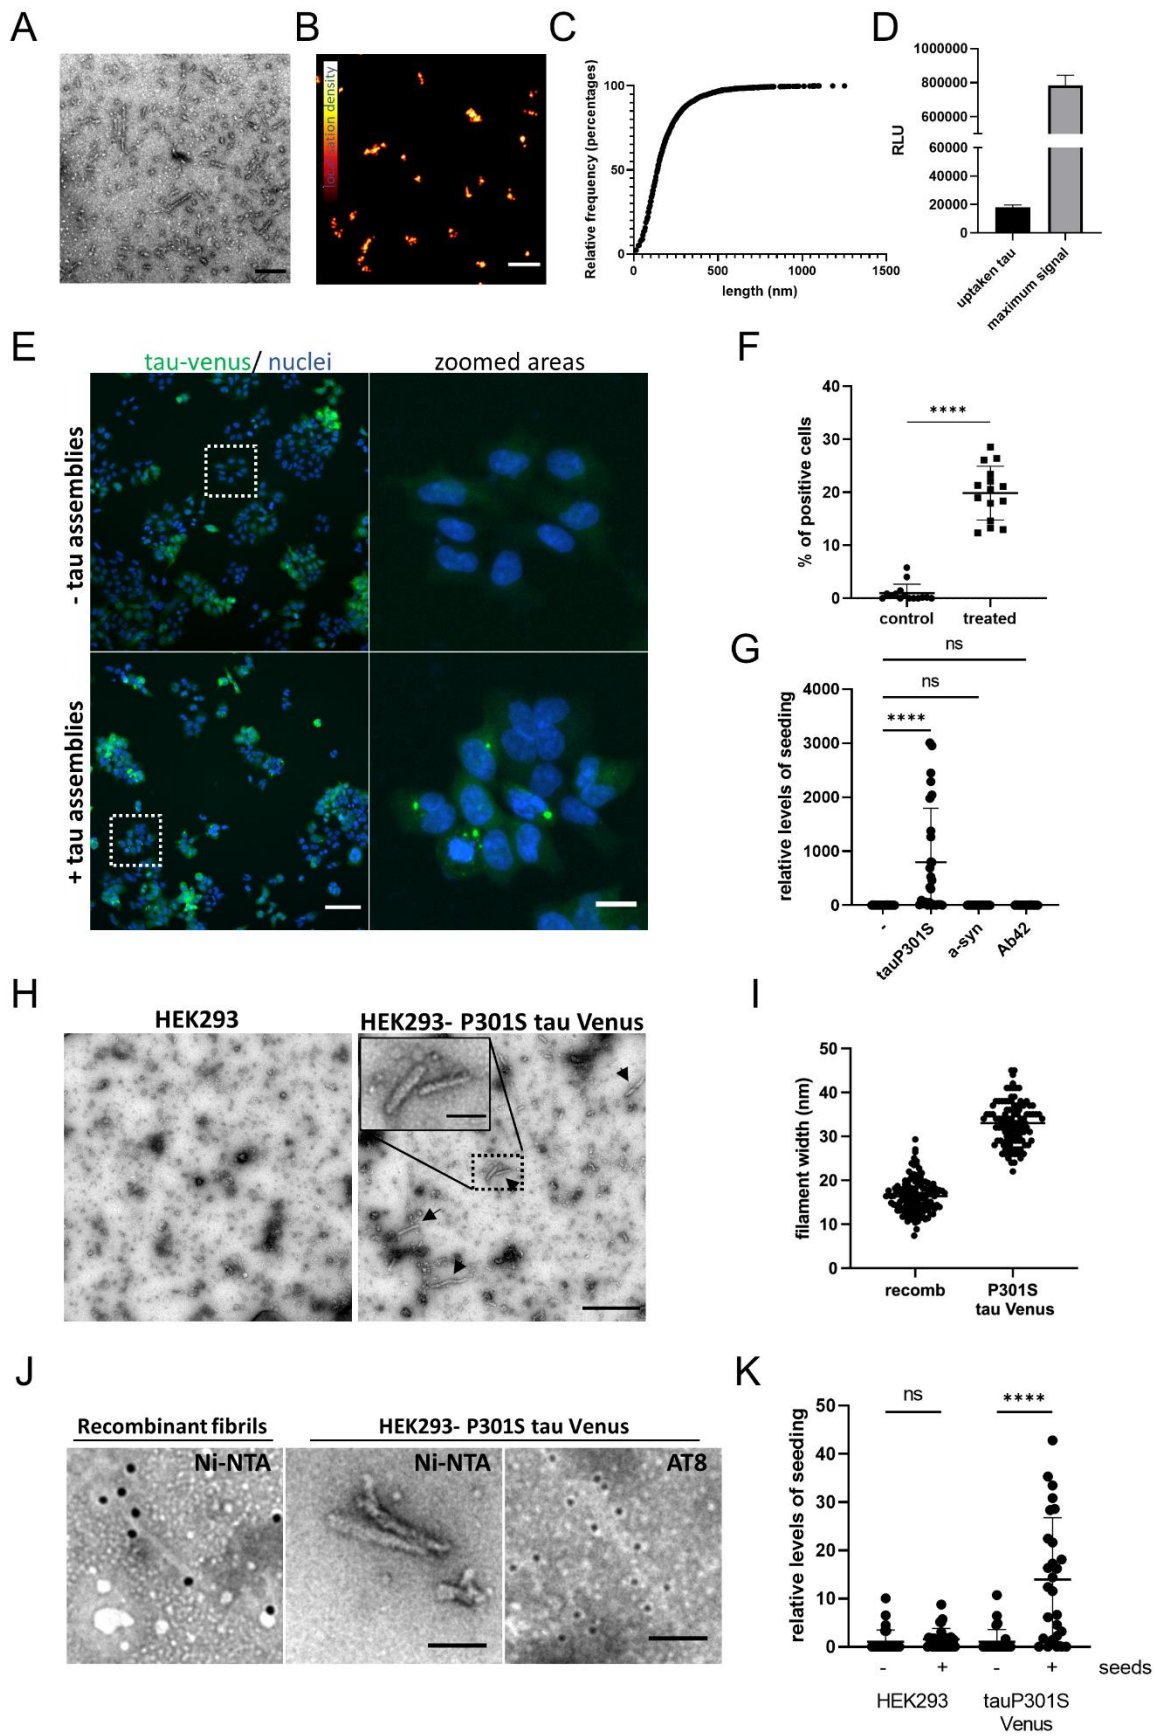 A
B
localisation density
C
Relative frequency (percentages)
100
50
0
0 500 1000 1500
length (nm)
D
RLU
1000000
800000
600000
60000
40000
20000
0
uptaken tau
maximum signal
E
tau-venus/ nuclei
zoomed areas
- tau assemblies
+ tau assemblies
F
% of positive cells
40
30
20
10
0
****
control treated
G
relative levels of seeding
4000
3000
2000
1000
0
ns
ns
****
-
tauP301S
a-syn
Ab42
H
HEK293
HEK293- P301S tau Venus
I
filament width (nm)
50
40
30
20
10
0
recomb
P301S
tau Venus
J
Recombinant fibrils
HEK293- P301S tau Venus
Ni-NTA
Ni-NTA
AT8
K
relative levels of seeding
50
40
30
20
10
0
ns
****
- + - + seeds
HEK293
tauP301S
Venus